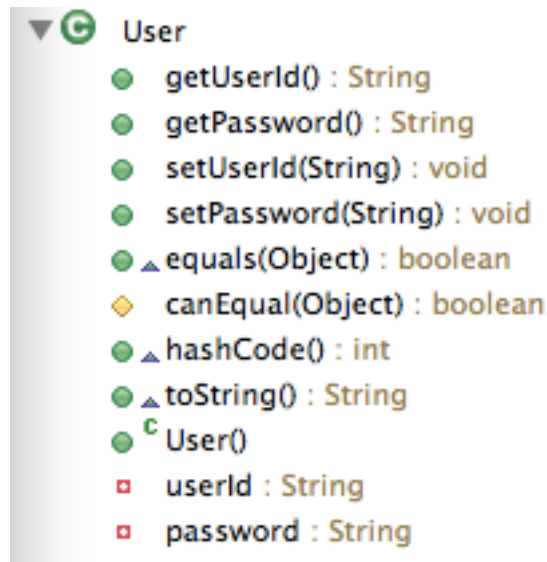 C User
getUserId() : String
getPassword() : String
setUserId(String) : void
setPassword(String) : void
equals(Object) : boolean
canEqual(Object) : boolean
hashCode() : int
toString() : String
C User()
userId : String
password : String